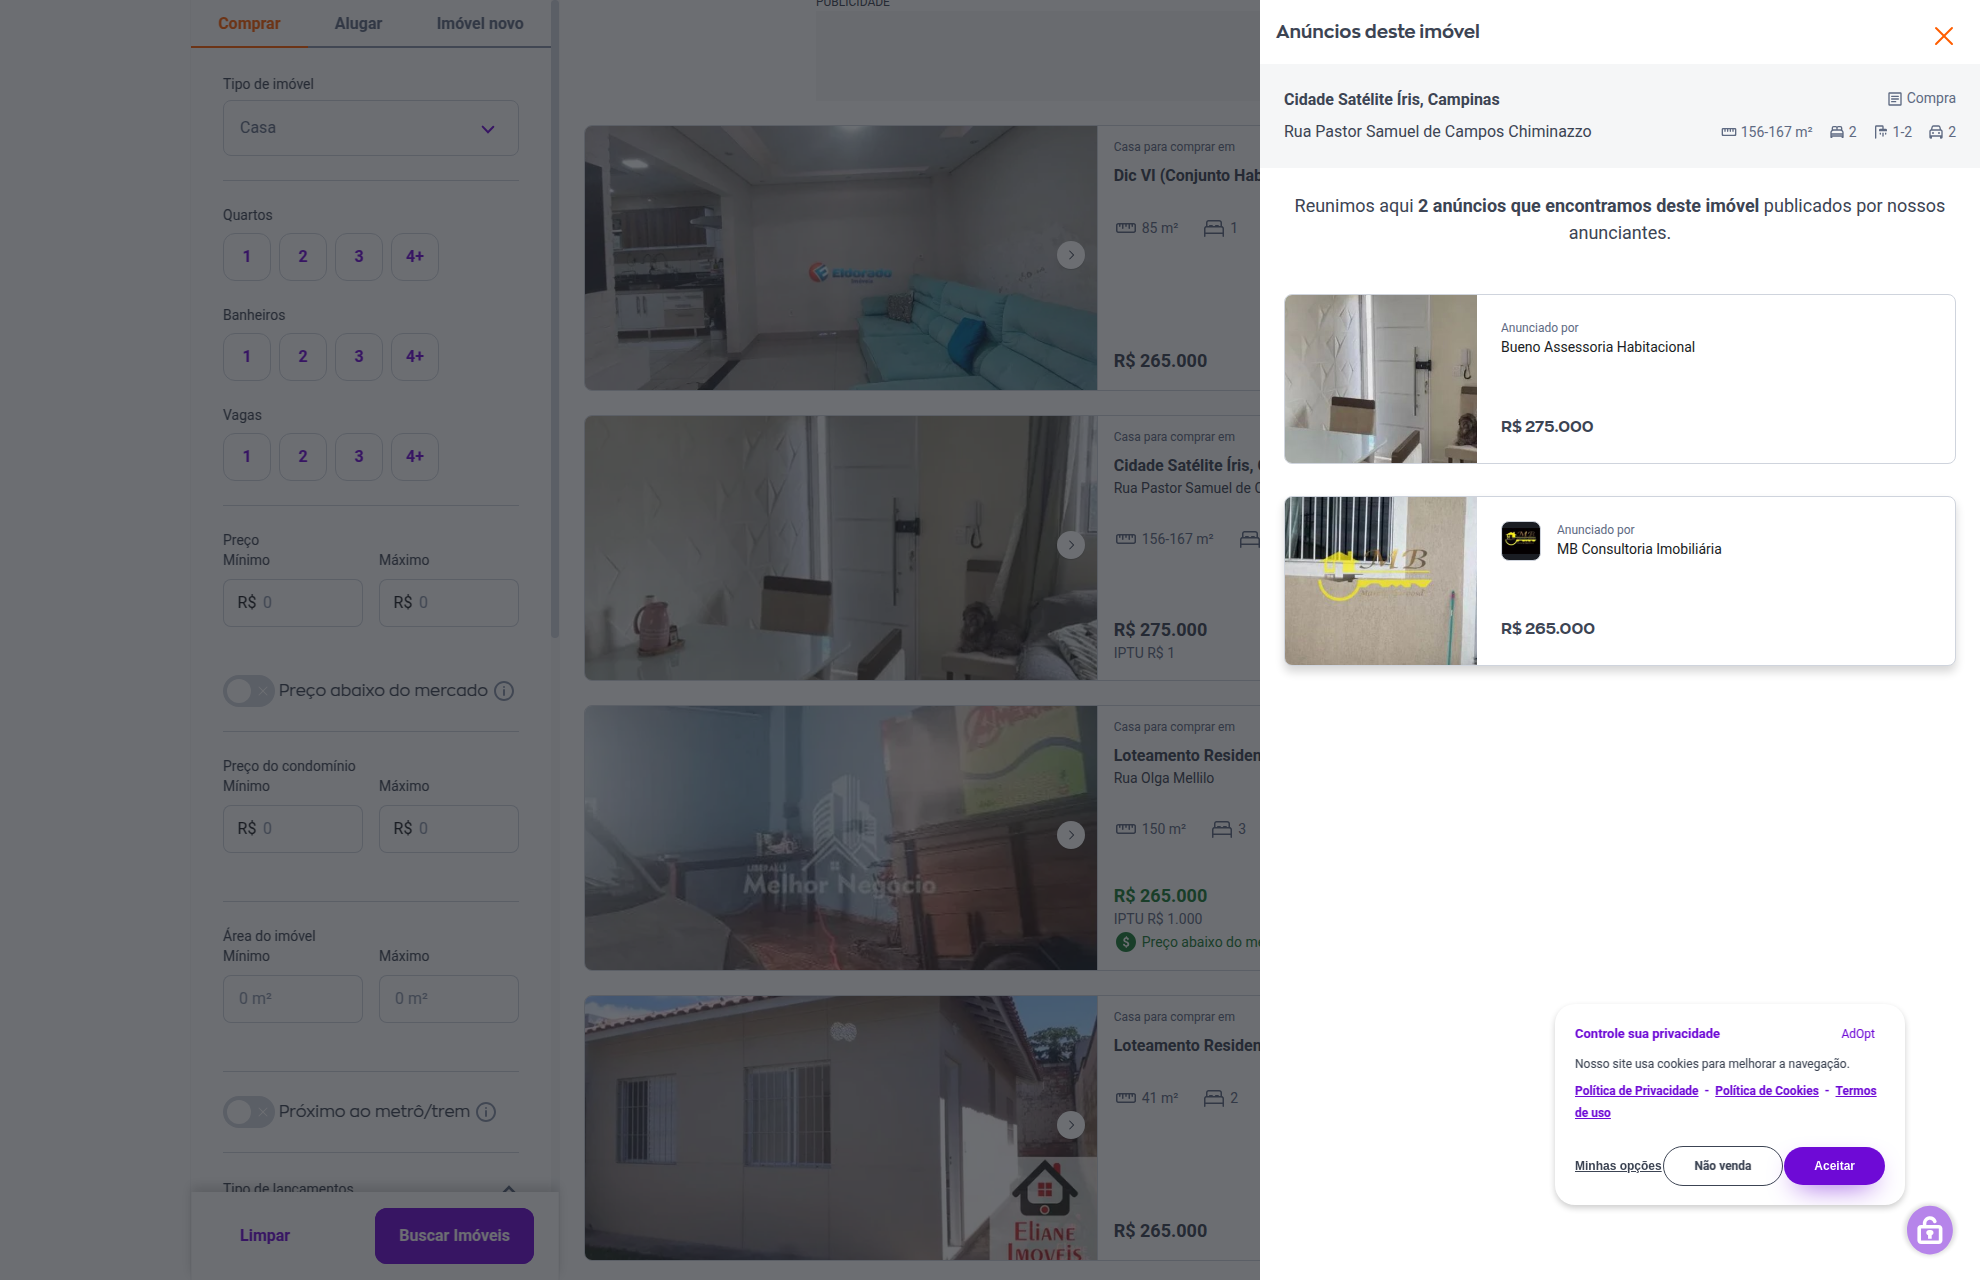 Comprar
Alugar
Imóvel novo
Tipo de imóvel
Casa
Quartos
1
2
3
4+
Banheiros
1
2
3
4+
Vagas
1
2
3
4+
Preço
Mínimo
Máximo
R$ 0
R$ 0
Preço abaixo do mercado
Preço do condomínio
Mínimo
Máximo
R$ 0
R$ 0
Área do imóvel
Mínimo
Máximo
0 m²
0 m²
Próximo ao metrô/trem
Tipo de lançamentos
Limpar
Buscar Imóveis
PUBLICIDADE
Eldorado
Casa para comprar em
Dic VI (Conjunto Hab
85 m²
1
R$ 265.000
Casa para comprar em
Cidade Satélite Íris,
Rua Pastor Samuel de
156-167 m²
R$ 275.000
IPTU R$ 1
Melhor Negócio
Casa para comprar em
Loteamento Residen
Rua Olga Mellilo
150 m²
3
R$ 265.000
IPTU R$ 1.000
Preço abaixo do
Eliane
Imoveis
Casa para comprar em
Loteamento Residen
41 m²
2
R$ 265.000
Anúncios deste imóvel
Cidade Satélite Íris, Campinas
Compra
Rua Pastor Samuel de Campos Chiminazzo
156-167 m²
2
1-2
2
Reunimos aqui 2 anúncios que encontramos deste imóvel publicados por nossos
anunciantes.
Anunciado por
Bueno Assessoria Habitacional
R$ 275.000
MB
Anunciado por
MB Consultoria Imobiliária
R$ 265.000
Controle sua privacidade
AdOpt
Nosso site usa cookies para melhorar a navegação.
Política de Privacidade - Política de Cookies - Termos
de uso
Minhas opções
Não venda
Aceitar